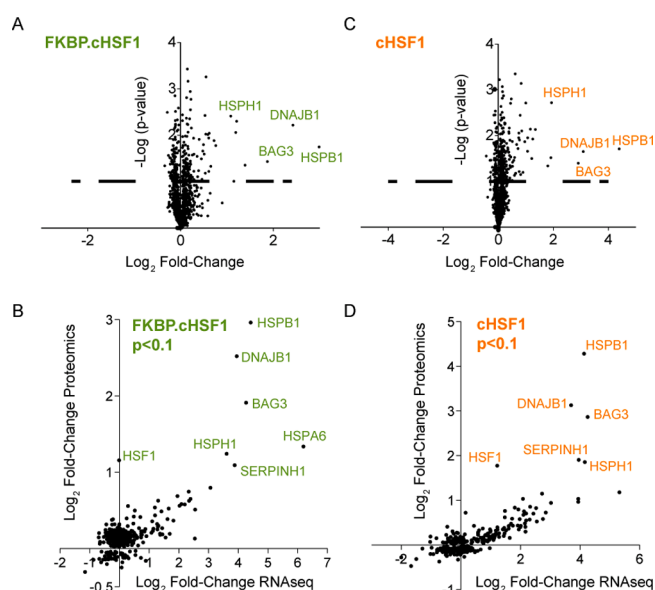 A
FKBP.cHSF1
4
3
2
1
-Log (p-value)
HSPH1
DNAJB1
BAG3
HSPB1
-2
0
2
Log2 Fold-Change
C
cHSF1
4
3
2
1
-Log (p-value)
HSPH1
DNAJB1
HSPB1
BAG3
-4
-2
0
2
4
Log2 Fold-Change
B
FKBP.cHSF1
p<0.1
3
2
1
-0.5
Log2 Fold-Change Proteomics
HSPB1
DNAJB1
BAG3
HSPA6
HSPH1
HSF1
SERPINH1
-2
-1
1
2
3
4
5
6
7
Log2 Fold-Change RNAseq
D
cHSF1
p<0.1
5
4
3
2
1
-1
Log2 Fold-Change Proteomics
HSPB1
DNAJB1
BAG3
SERPINH1
HSF1
HSPH1
-2
0
2
4
6
Log2 Fold-Change RNAseq